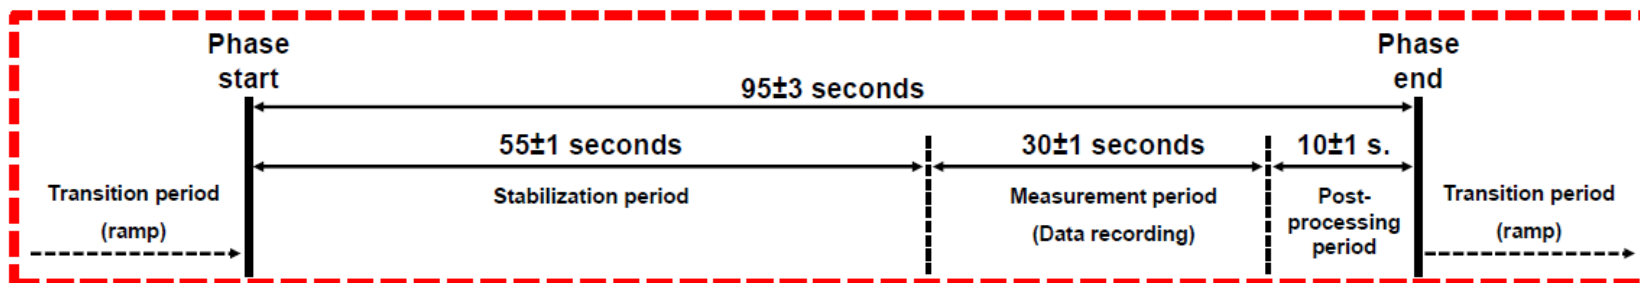 Phase
start
Phase
end
95±3 seconds
55±1 seconds
30±1 seconds
10±1 s.
Transition period
(ramp)
Stabilization period
Measurement period
(Data recording)
Post-
processing
period
Transition period
(ramp)